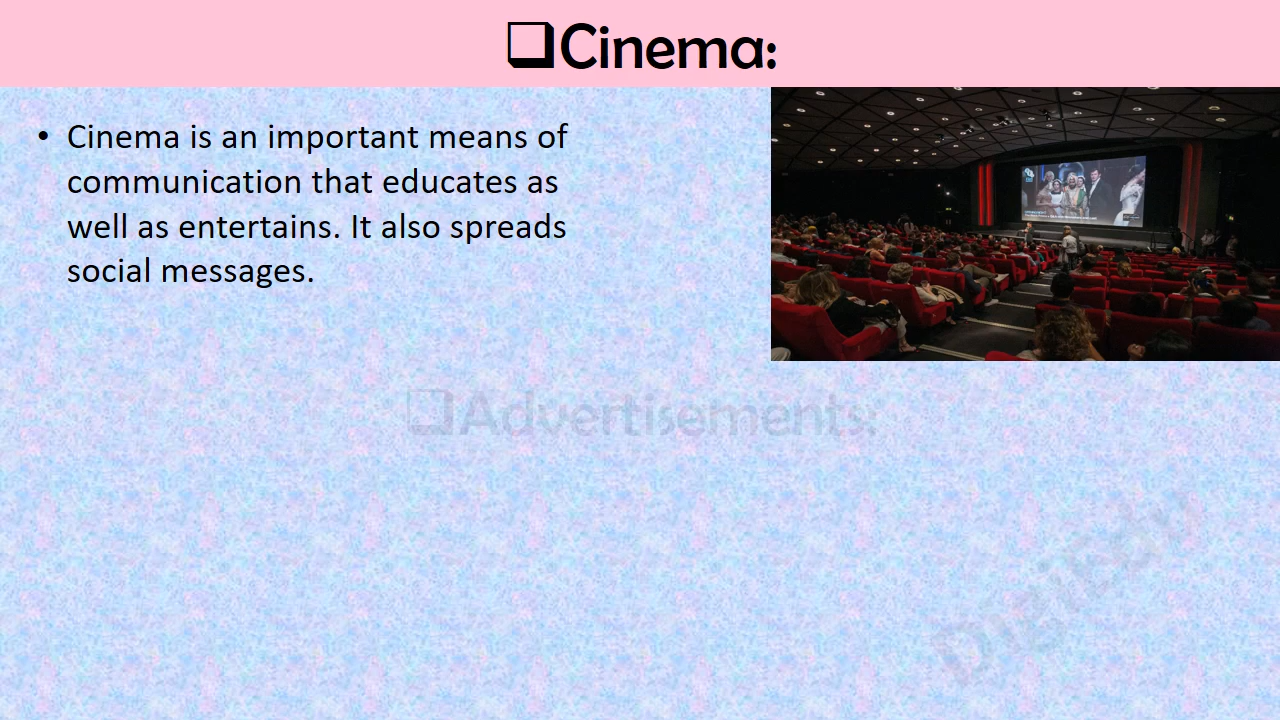 ❑Cinema:
• Cinema is an important means of
communication that educates as
well as entertains. It also spreads
social messages.
❑Advertisements:
DigiEdu